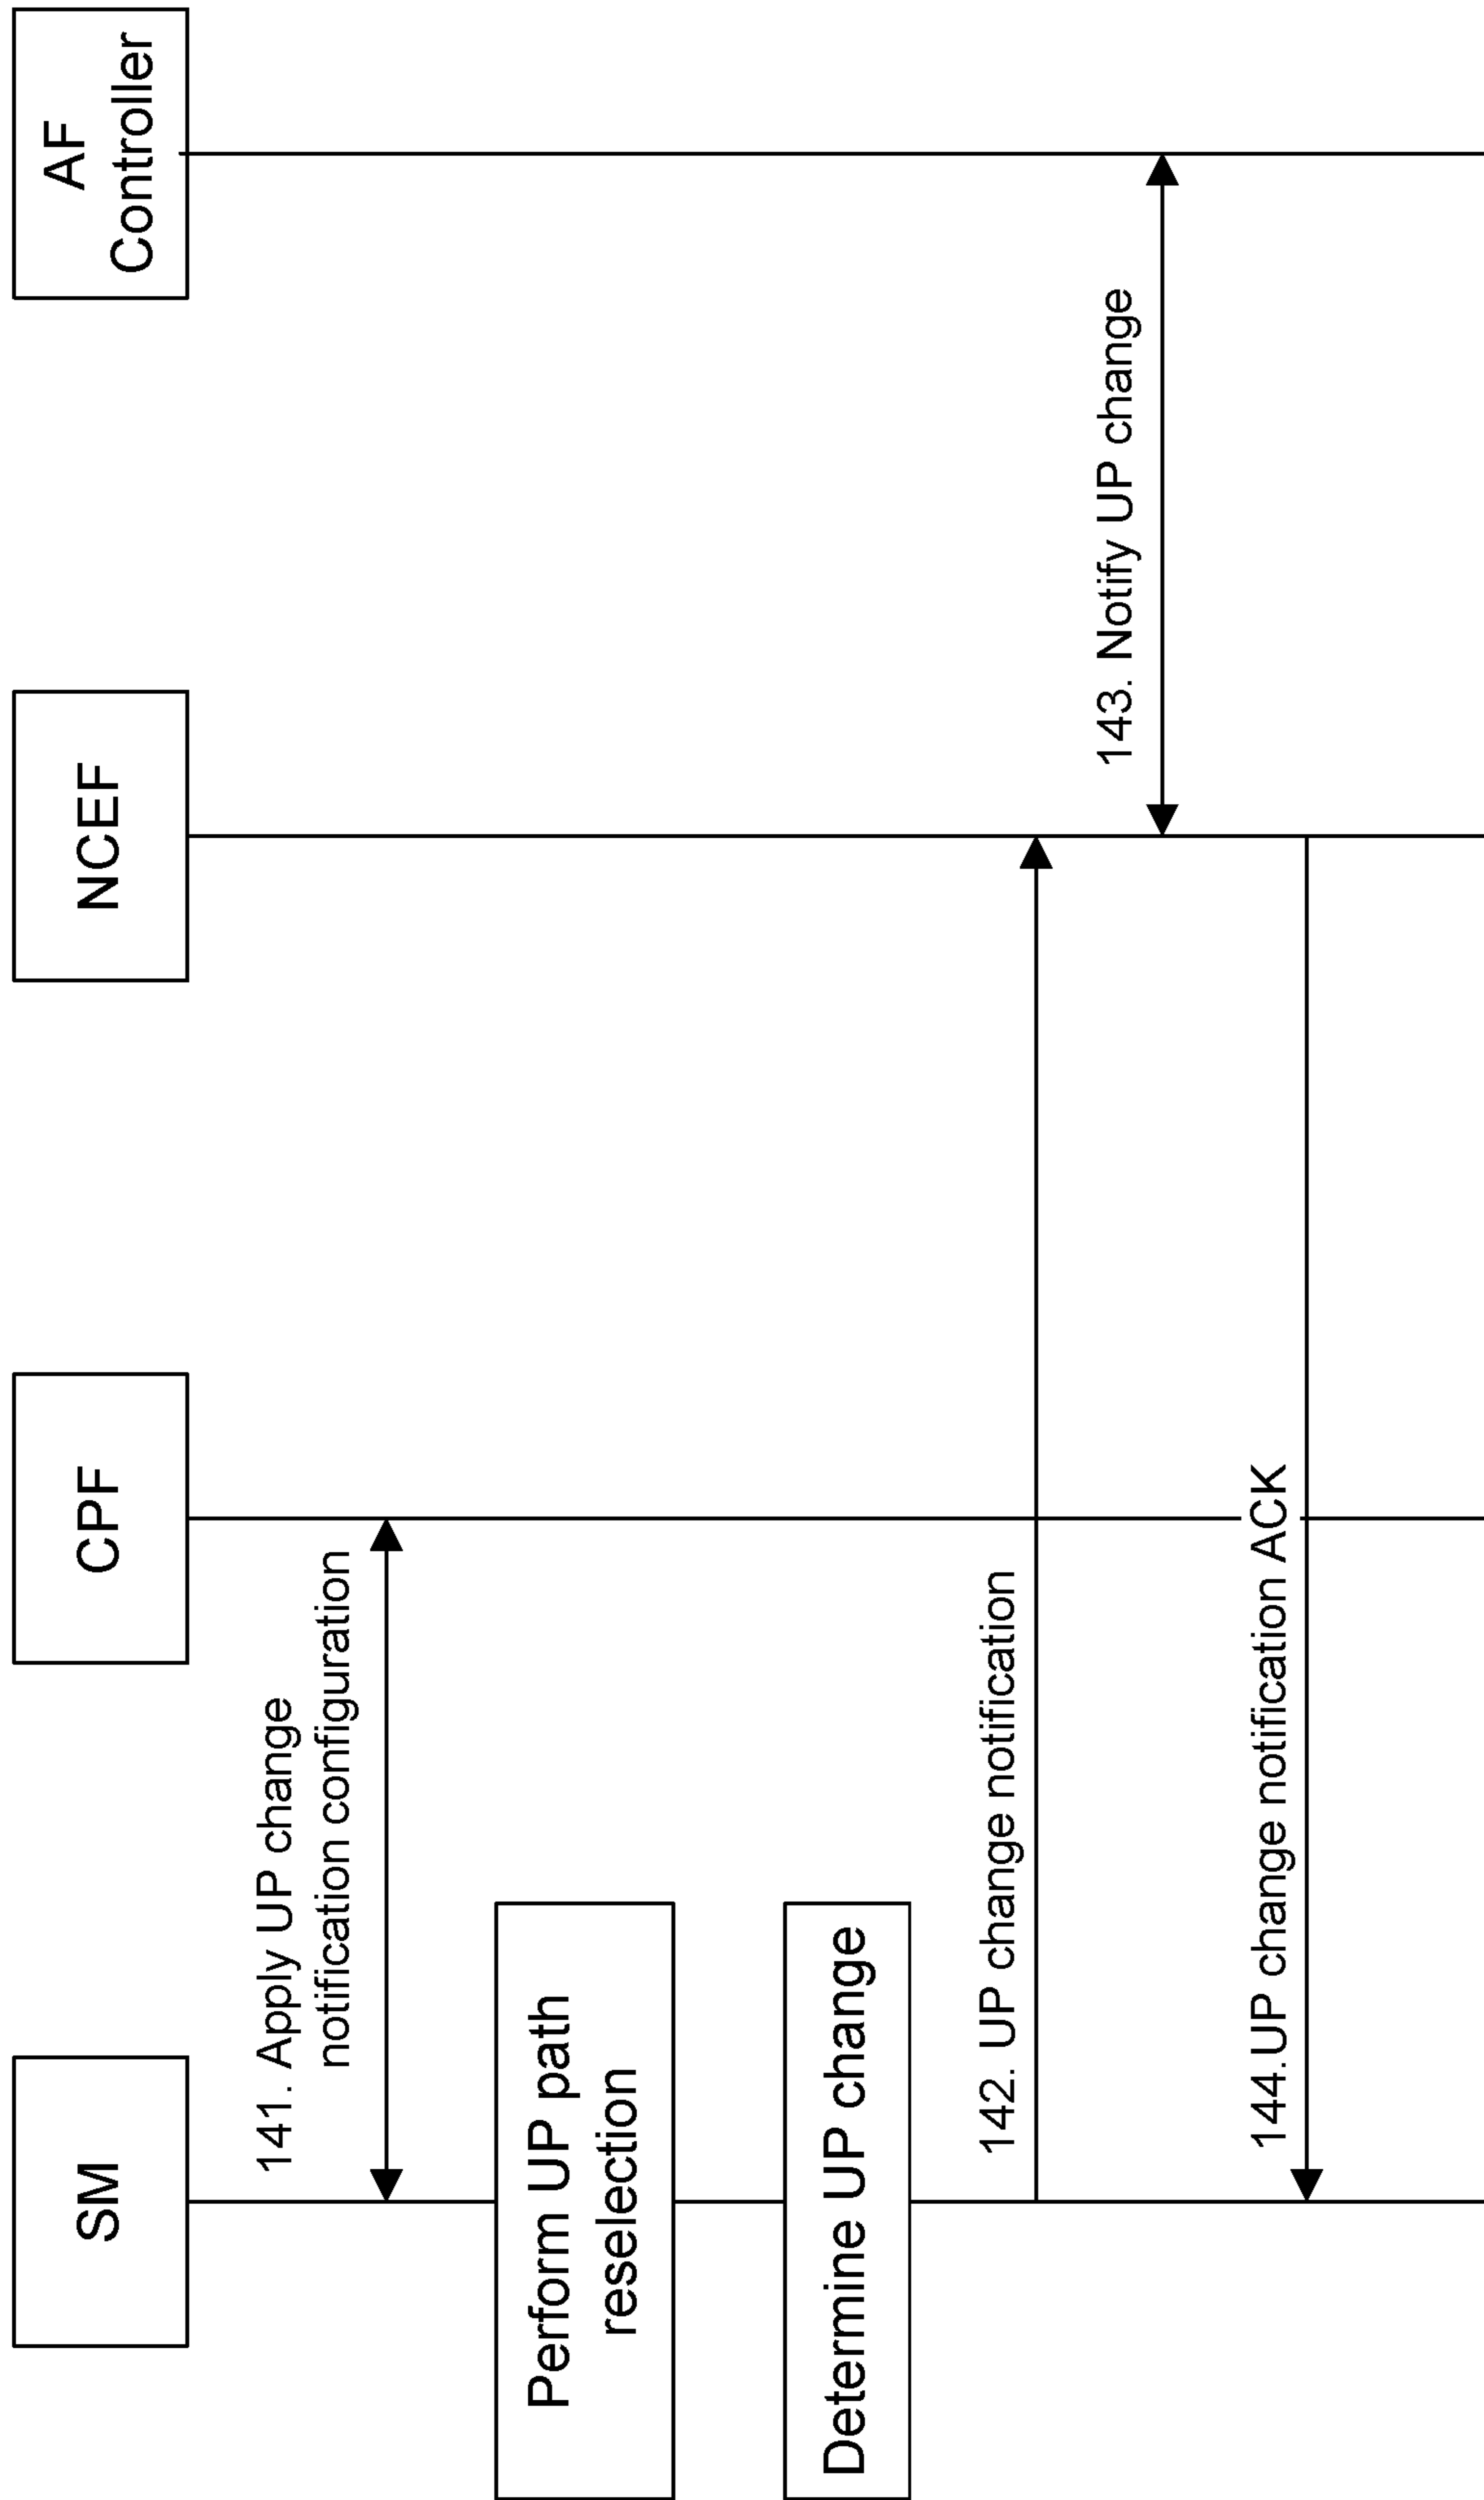 SM
CPF
NCEF
AF
Controller
141. Apply UP change
notification configuration
Perform UP path
reselection
Determine UP change
142. UP change notification
143. Notify UP change
144.UP change notification ACK